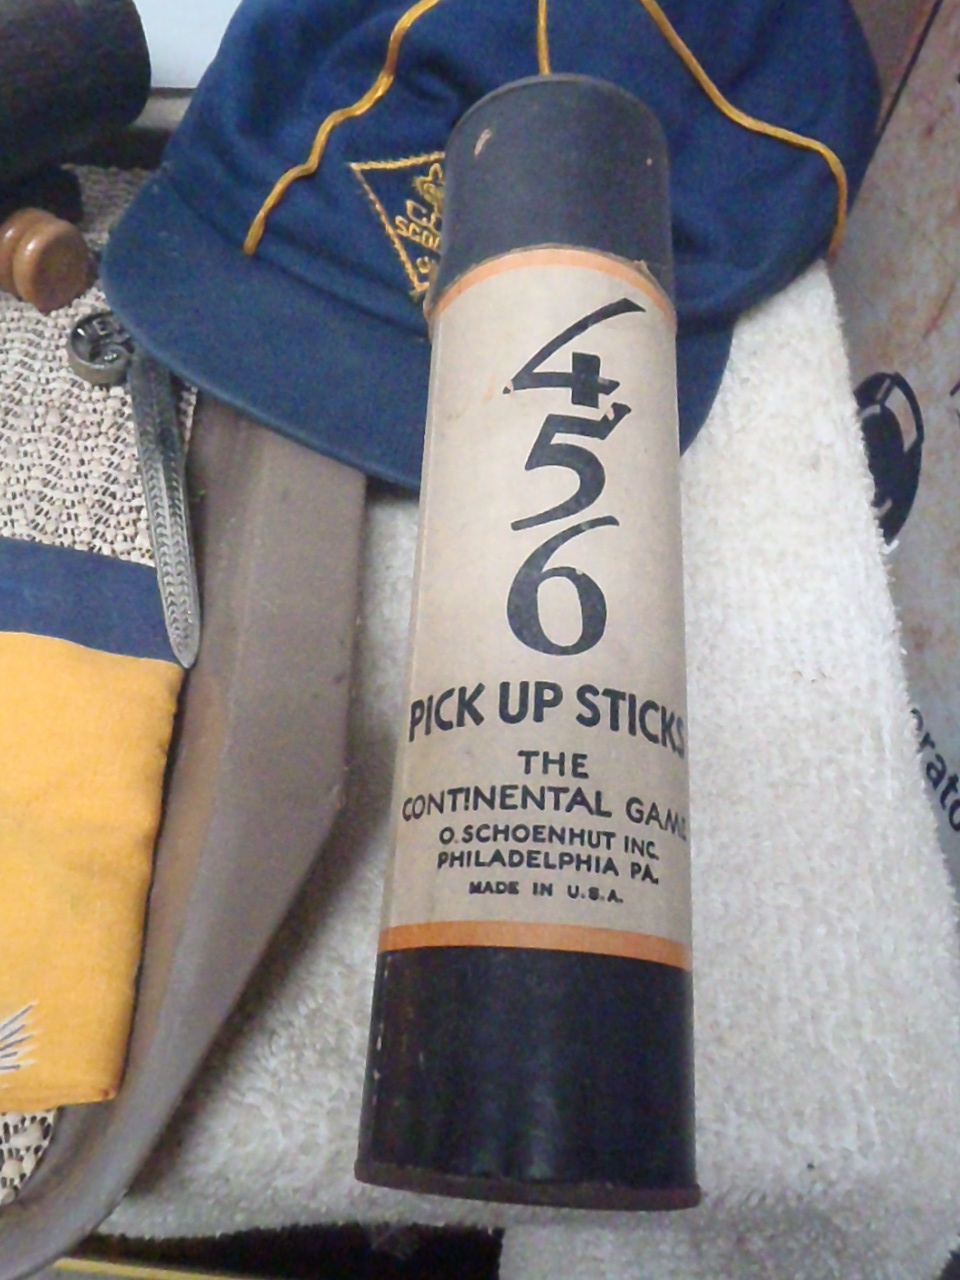 4
5
6
PICK UP STICKS
THE
CONTINENTAL GAME
O. SCHOENHUT INC.
PHILADELPHIA PA.
MADE IN U.S.A.